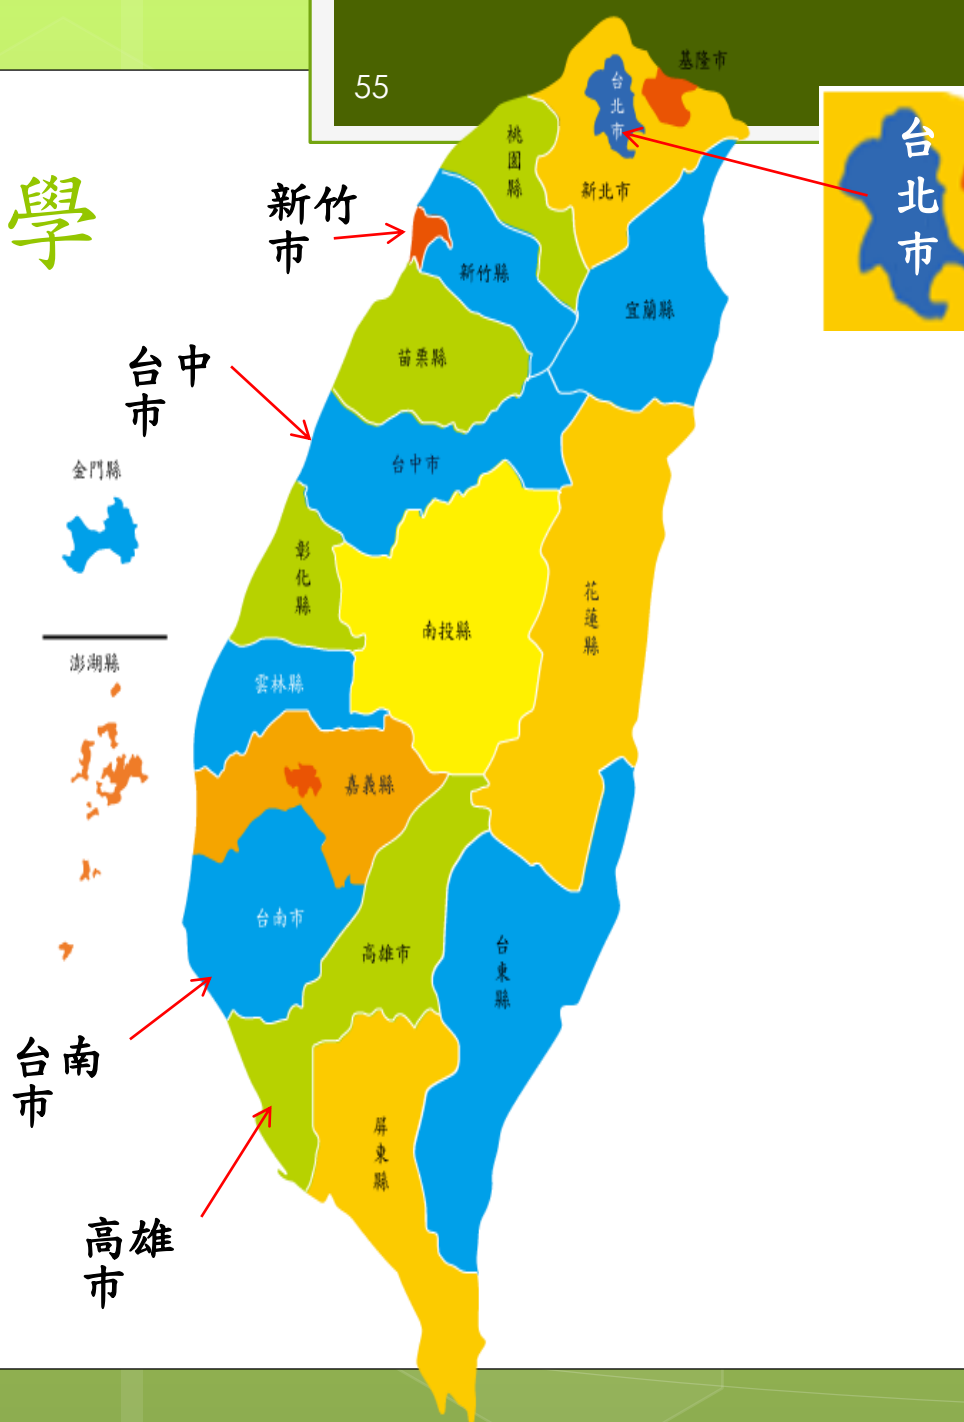 55
學
基隆市
台
北
市
台
北
市
桃
園
縣
新北市
新竹
市
新竹縣
宜蘭縣
苗栗縣
台中
市
台中市
金門縣
彰
化
縣
花
蓮
縣
南投縣
澎湖縣
雲林縣
嘉義縣
台南市
高雄市
台
東
縣
台南
市
屏
東
縣
高雄
市